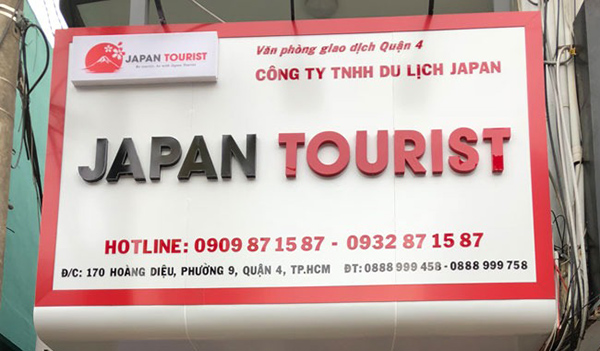 JAPAN TOURIST
Văn phòng giao dịch Quận 4
CÔNG TY TNHH DU LỊCH JAPAN
JAPAN TOURIST
HOTLINE: 0909 87 15 87 - 0932 87 15 87
Đ/C: 170 HOÀNG DIỆU, PHƯỜNG 9, QUẬN 4, TP.HCM ĐT: 0888 999 458 - 0888 999 758